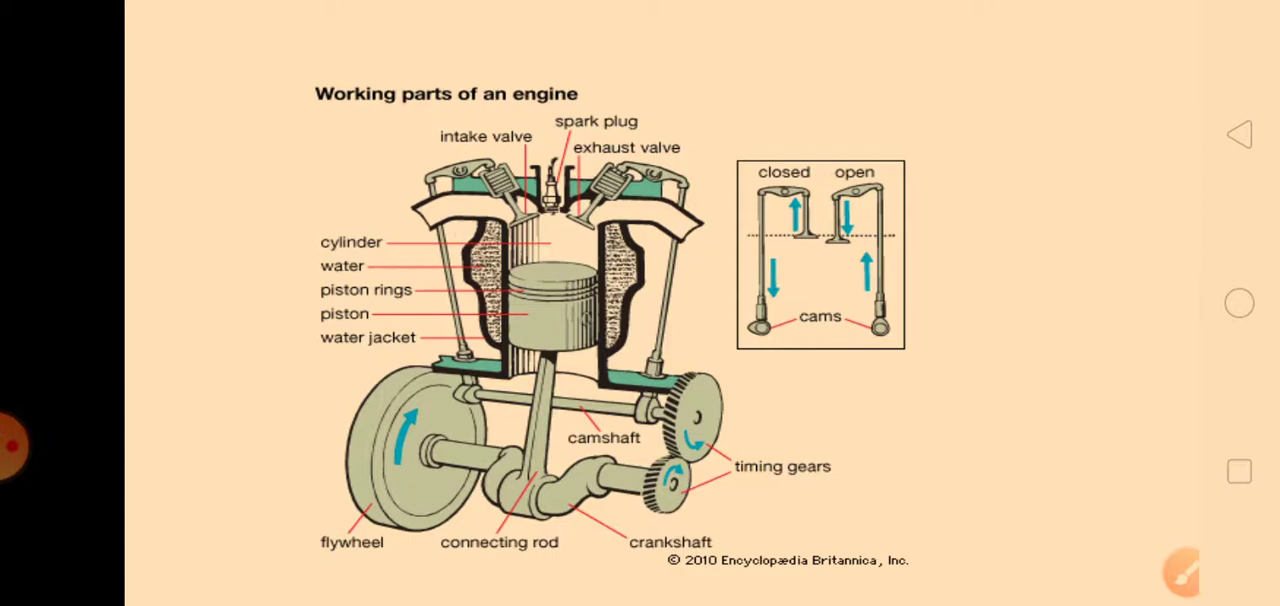 Working parts of an engine
spark plug
intake valve
exhaust valve
closed open
cylinder
water
piston rings
piston
water jacket
cams
camshaft
timing gears
flywheel
connecting rod
crankshaft
© 2010 Encyclopædia Britannica, Inc.